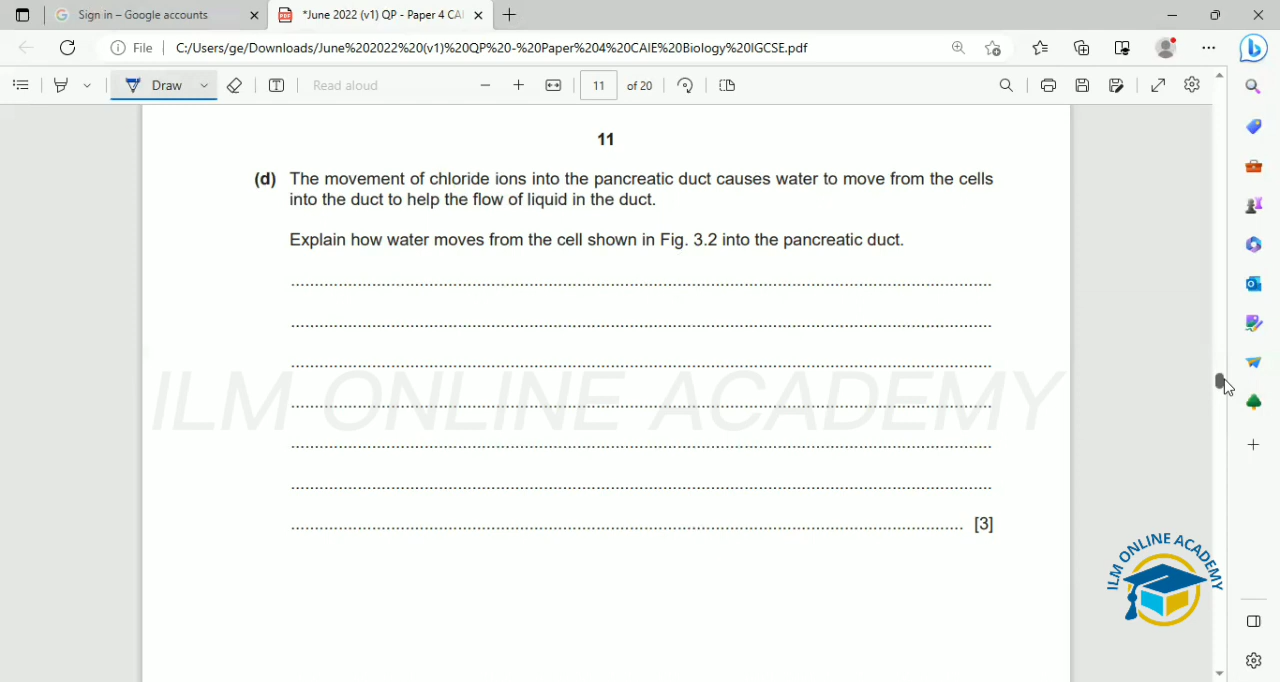 Sign in – Google accounts
*June 2022 (v1) QP - Paper 4 CAI
File
C:/Users/ge/Downloads/June%202022%20(v1)%20QP%20-%20Paper%204%20CAIE%20Biology%20IGCSE.pdf
Draw
Read aloud
11
of 20
11
(d) The movement of chloride ions into the pancreatic duct causes water to move from the cells
into the duct to help the flow of liquid in the duct.
Explain how water moves from the cell shown in Fig. 3.2 into the pancreatic duct.
ILM ONLINE ACADEMY
[3]
ILM ONLINE ACADEMY